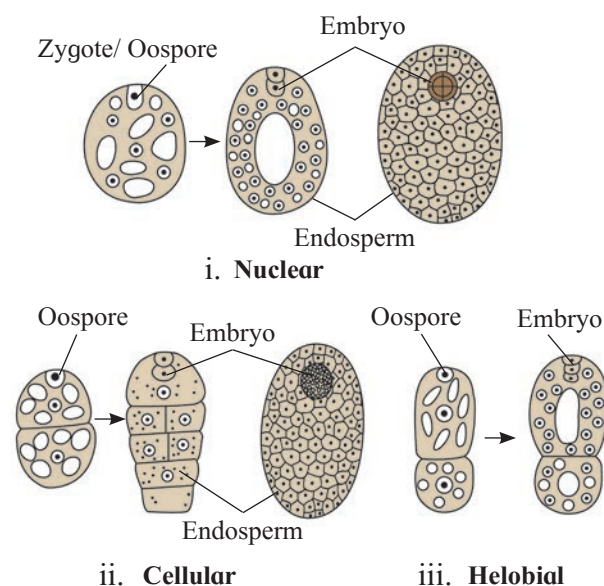 Embryo
Zygote/ Oospore
Endosperm
i. Nuclear
Oospore
Embryo
Oospore
Embryo
Endosperm
ii. Cellular
iii. Helobial